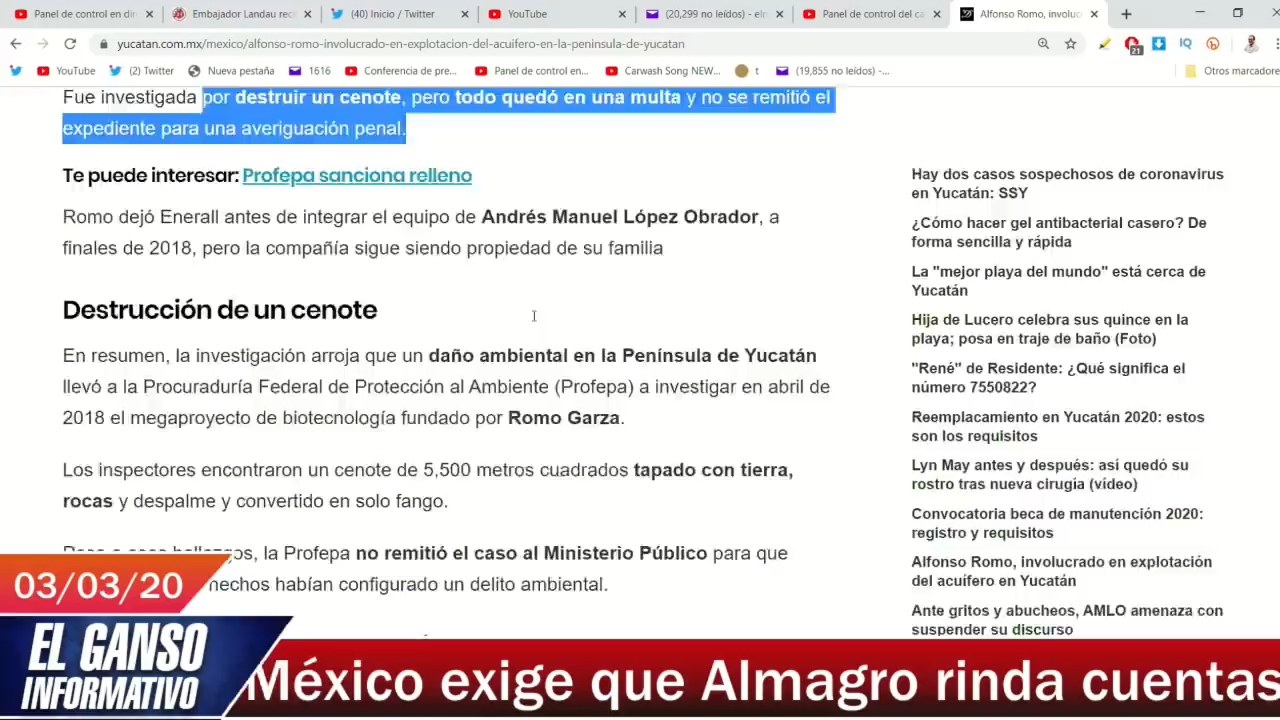 Panel de control en din
Embajador Landau reci
(40) Inicio / Twitter
YouTube
(20,299 no leídos) - eln
Panel de control del ca
Alfonso Romo, involucr
yucatan.com.mx/mexico/alfonso-romo-involucrado-en-explotacion-del-acuifero-en-la-peninsula-de-yucatan
21
IQ
YouTube
(2) Twitter
Nueva pestaña
1616
Conferencia de pre...
Panel de control en...
Carwash Song NEW...
t
(19,855 no leídos) -...
Otros marcadores
Fue investigada por destruir un cenote, pero todo quedó en una multa y no se remitió el
expediente para una averiguación penal.
Te puede interesar: Profepa sanciona relleno
Romo dejó Enerall antes de integrar el equipo de Andrés Manuel López Obrador, a
finales de 2018, pero la compañía sigue siendo propiedad de su familia
Destrucción de un cenote
En resumen, la investigación arroja que un daño ambiental en la Península de Yucatán
llevó a la Procuraduría Federal de Protección al Ambiente (Profepa) a investigar en abril de
2018 el megaproyecto de biotecnología fundado por Romo Garza.
Los inspectores encontraron un cenote de 5,500 metros cuadrados tapado con tierra,
rocas y despalme y convertido en solo fango.
la Profepa no remitió el caso al Ministerio Público para que
hechos habían configurado un delito ambiental.
Hay dos casos sospechosos de coronavirus
en Yucatán: SSY
¿Cómo hacer gel antibacterial casero? De
forma sencilla y rápida
La "mejor playa del mundo" está cerca de
Yucatán
Hija de Lucero celebra sus quince en la
playa; posa en traje de baño (Foto)
"René" de Residente: ¿Qué significa el
número 7550822?
Reemplacamiento en Yucatán 2020: estos
son los requisitos
Lyn May antes y después: así quedó su
rostro tras nueva cirugía (vídeo)
Convocatoria beca de manutención 2020:
registro y requisitos
Alfonso Romo, involucrado en explotación
del acuífero en Yucatán
Ante gritos y abucheos, AMLO amenaza con
suspender su discurso
03/03/20
EL GANSO
INFORMATIVO
México exige que Almagro rinda cuentas